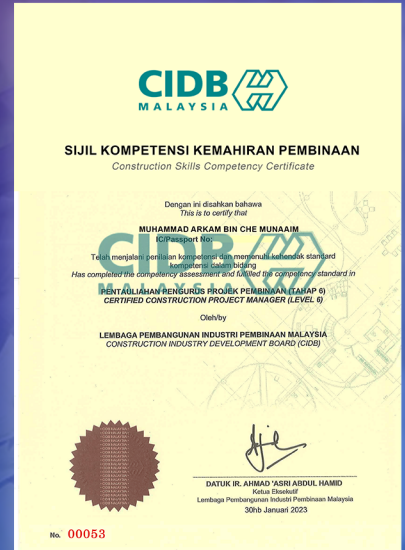 CIDB
MALAYSIA
SIJIL KOMPETENSI KEMAHIRAN PEMBINAAN
Construction Skills Competency Certificate
Dengan ini disahkan bahawa
This is to certify that
MUHAMMAD ARKAM BIN CHE MUNAAIM
IC/Passport No:
Telah menjalani penilaian kompetensi dan memenuhi kehendak standard
kompetensi dalam bidang
Has completed the competency assessment and fulfilled the competency standard in
CIDB
MALAYSIA
PENTAULIAHAN PENGURUS PROJEK PEMBINAAN (TAHAP 6)
CERTIFIED CONSTRUCTION PROJECT MANAGER (LEVEL 6)
Oleh/by
LEMBAGA PEMBANGUNAN INDUSTRI PEMBINAAN MALAYSIA
CONSTRUCTION INDUSTRY DEVELOPMENT BOARD (CIDB)
DATUK IR. AHMAD 'ASRI ABDUL HAMID
Ketua Eksekutif
Lembaga Pembangunan Industri Pembinaan Malaysia
30hb Januari 2023
No. 00053